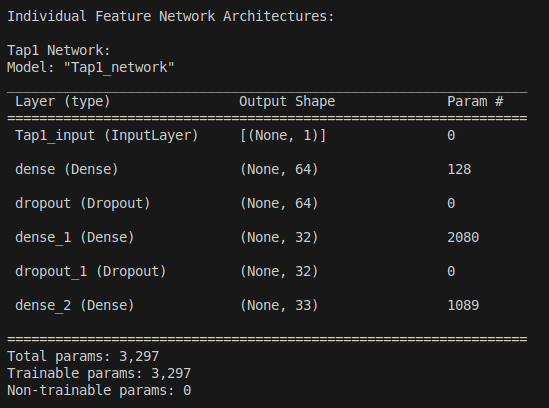 Individual Feature Network Architectures:
Tap1 Network:
Model: "Tap1_network"
_________________________________________________________________
Layer (type) Output Shape Param #
=================================================================
Tap1_input (InputLayer) [(None, 1)] 0
dense (Dense) (None, 64) 128
dropout (Dropout) (None, 64) 0
dense_1 (Dense) (None, 32) 2080
dropout_1 (Dropout) (None, 32) 0
dense_2 (Dense) (None, 33) 1089
=================================================================
Total params: 3,297
Trainable params: 3,297
Non-trainable params: 0